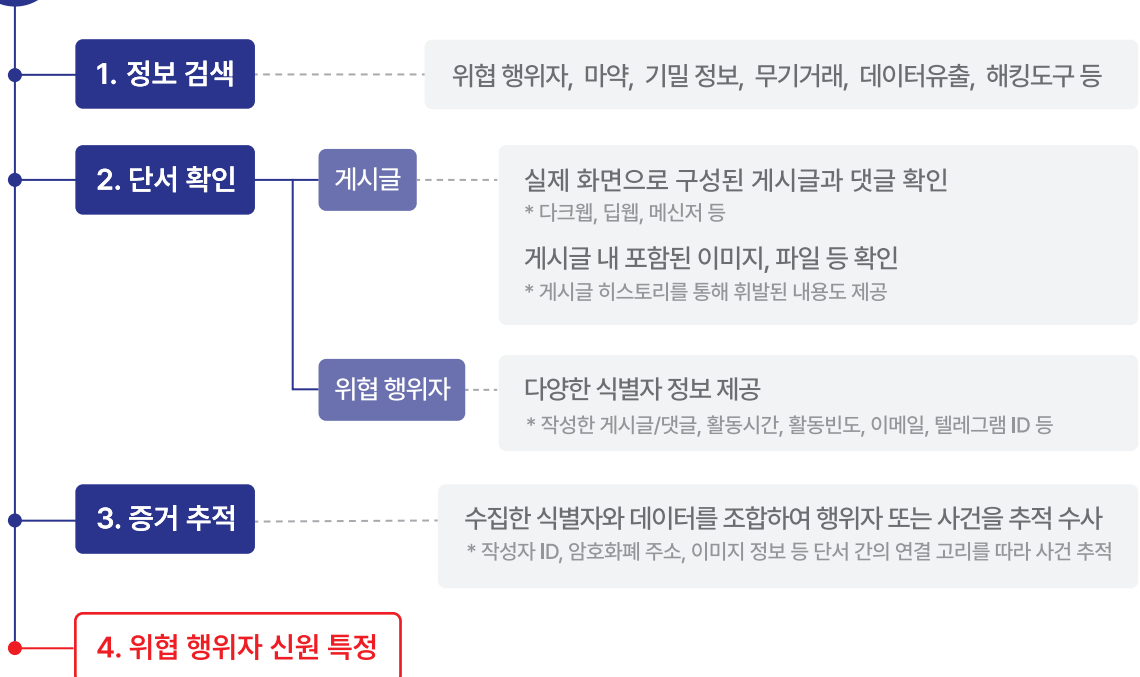 1. 정보 검색
위협 행위자, 마약, 기밀 정보, 무기거래, 데이터유출, 해킹도구 등
2. 단서 확인
게시글
실제 화면으로 구성된 게시글과 댓글 확인
* 다크웹, 딥웹, 메신저 등
게시글 내 포함된 이미지, 파일 등 확인
* 게시글 히스토리를 통해 휘발된 내용도 제공
위협 행위자
다양한 식별자 정보 제공
* 작성한 게시글/댓글, 활동시간, 활동빈도, 이메일, 텔레그램 ID 등
3. 증거 추적
수집한 식별자와 데이터를 조합하여 행위자 또는 사건을 추적 수사
* 작성자 ID, 암호화폐 주소, 이미지 정보 등 단서 간의 연결 고리를 따라 사건 추적
4. 위협 행위자 신원 특정